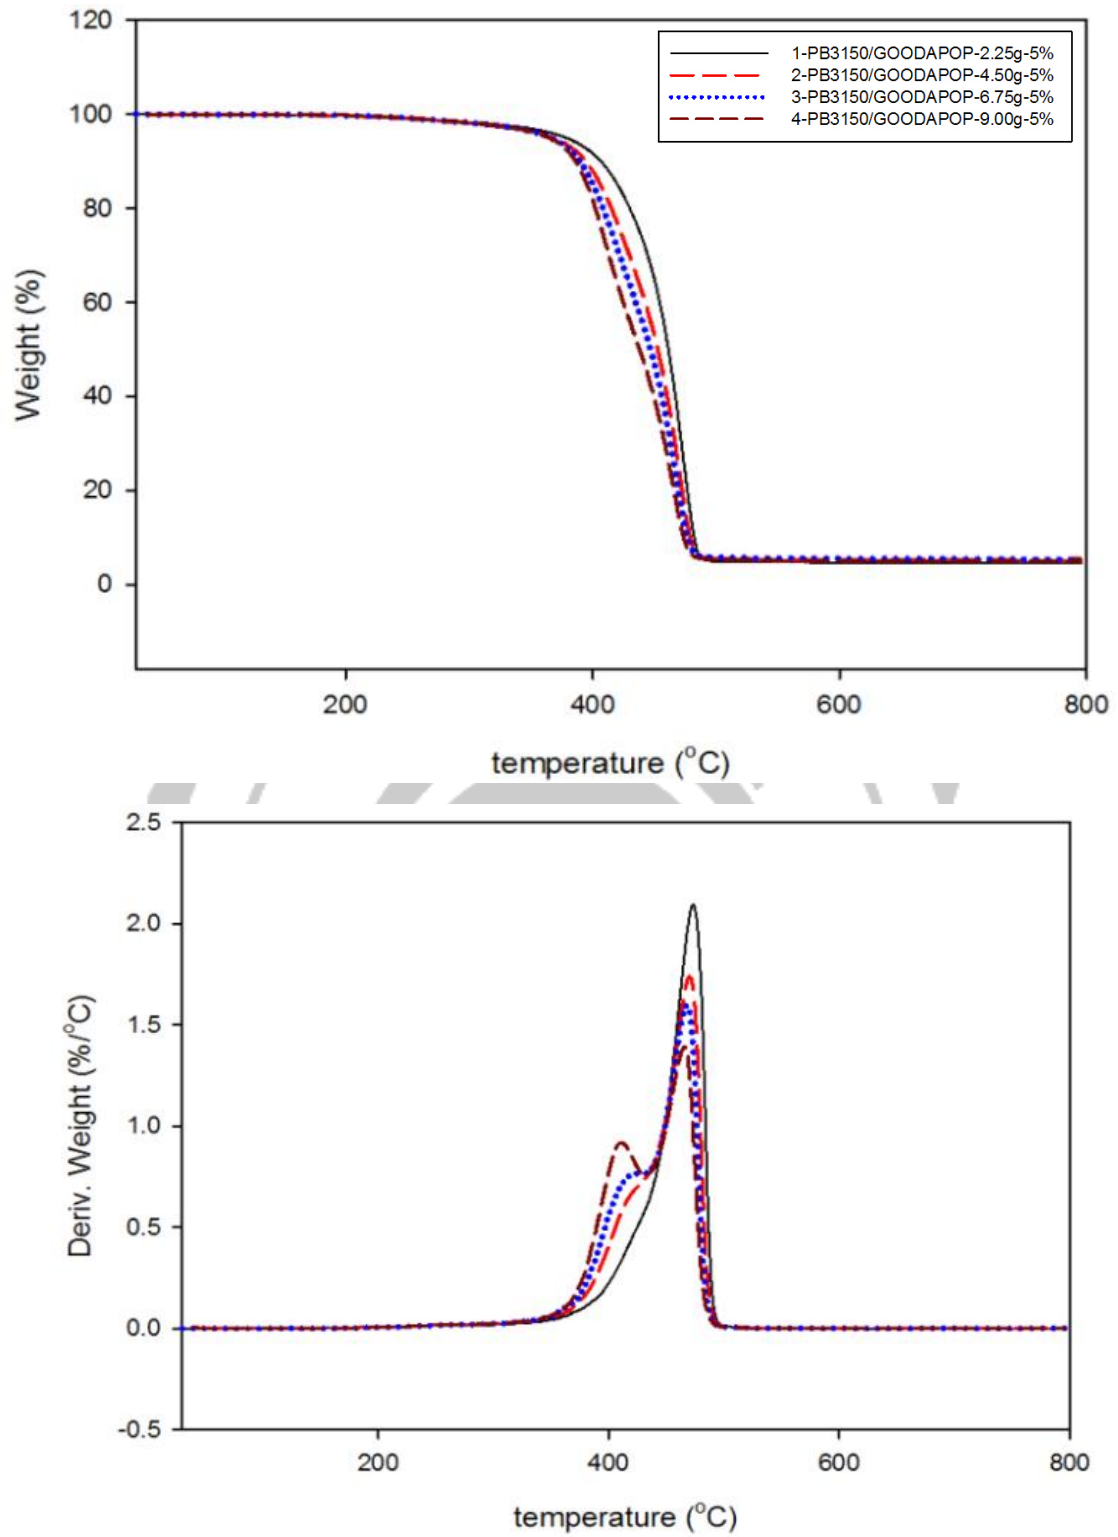 120
100
80
60
40
20
0
Weight (%)
1-PB3150/GOODAPOP-2.25g-5%
2-PB3150/GOODAPOP-4.50g-5%
3-PB3150/GOODAPOP-6.75g-5%
4-PB3150/GOODAPOP-9.00g-5%
200 400 600 800
temperature (°C)
2.5
2.0
1.5
1.0
0.5
0.0
-0.5
Deriv. Weight (%/°C)
200 400 600 800
temperature (°C)